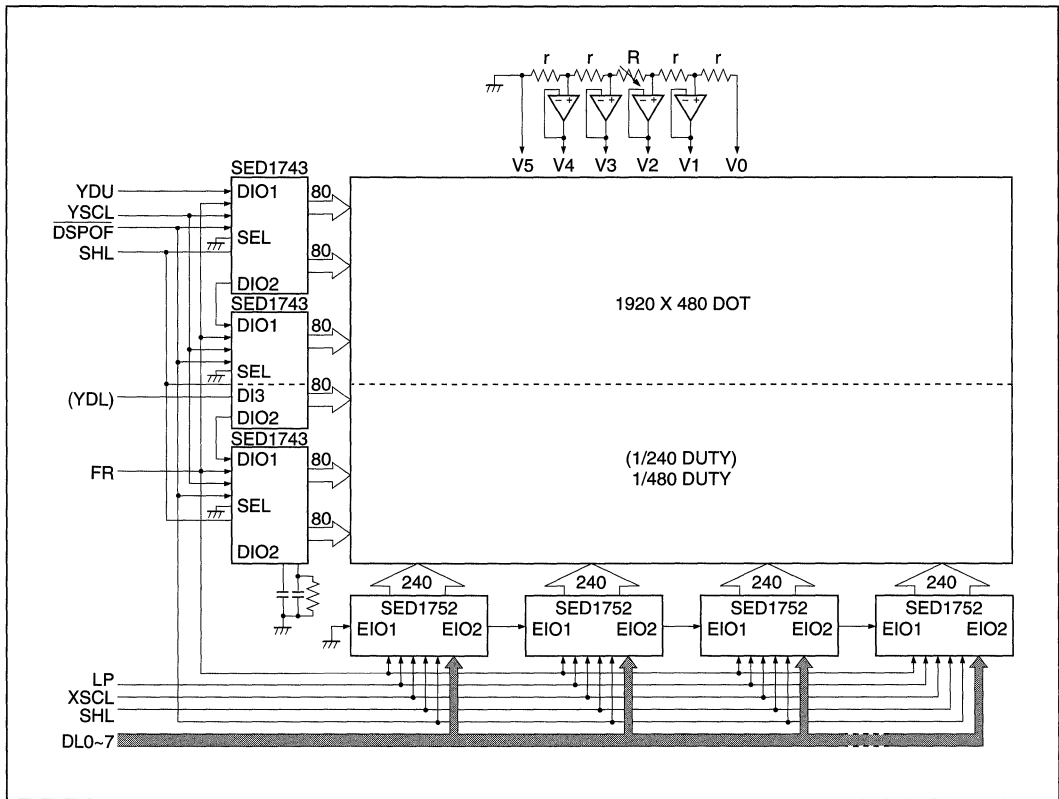 r r R r r
- + - + - + - +
V5 V4 V3 V2 V1 V0
SED1743
YDU
YSCL
DSPOF
SHL
DIO1
SEL
DIO2
80
80
SED1743
DIO1
SEL
DI3
DIO2
80
80
(YDL)
SED1743
DIO1
SEL
DIO2
80
80
FR
1920 X 480 DOT
(1/240 DUTY)
1/480 DUTY
240 240 240 240
SED1752 SED1752 SED1752 SED1752
EIO1 EIO2 EIO1 EIO2 EIO1 EIO2 EIO1 EIO2
LP
XSCL
SHL
DL0~7